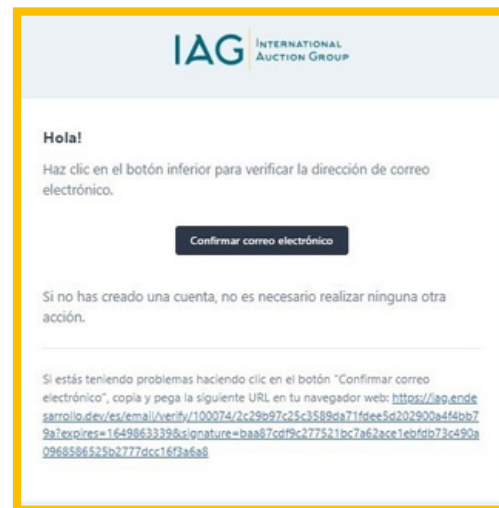 IAG INTERNATIONAL
AUCTION GROUP
Hola!
Haz clic en el botón inferior para verificar la dirección de correo
electrónico.
Confirmar correo electrónico
Si no has creado una cuenta, no es necesario realizar ninguna otra
acción.
Si estás teniendo problemas haciendo clic en el botón "Confirmar correo
electrónico", copia y pega la siguiente URL en tu navegador web: https://iag.ende
sarrollo.dev/es/email/verify/100074/2c29b97c25c3589da71fdee5d202900a4f4bb7
9a?expires=1649863339&signature=baa87cdf9c277521bc7a62ace1ebfdb73c490a
0968586525b2777dcc16f3a6a8